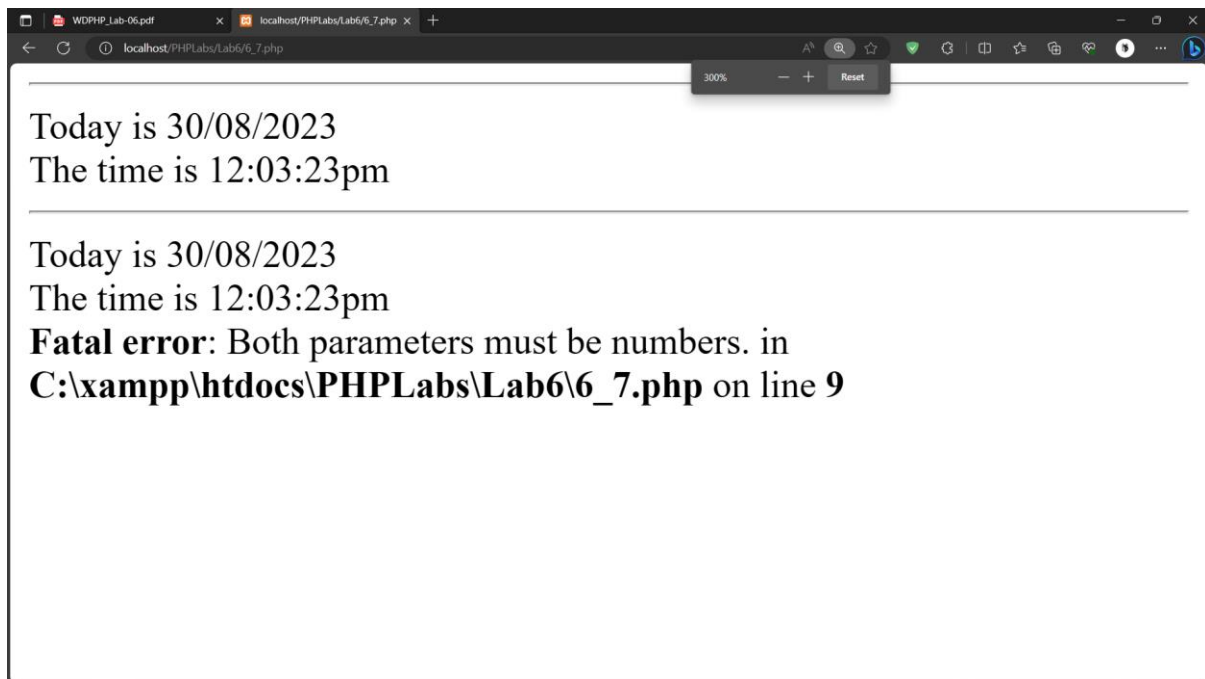 WDPHP_Lab-06.pdf
localhost/PHPLabs/Lab6/6_7.php
localhost/PHPLabs/Lab6/6_7.php
300%
Reset
Today is 30/08/2023
The time is 12:03:23pm
Today is 30/08/2023
The time is 12:03:23pm
Fatal error: Both parameters must be numbers. in
C:\xampp\htdocs\PHPLabs\Lab6\6_7.php on line 9